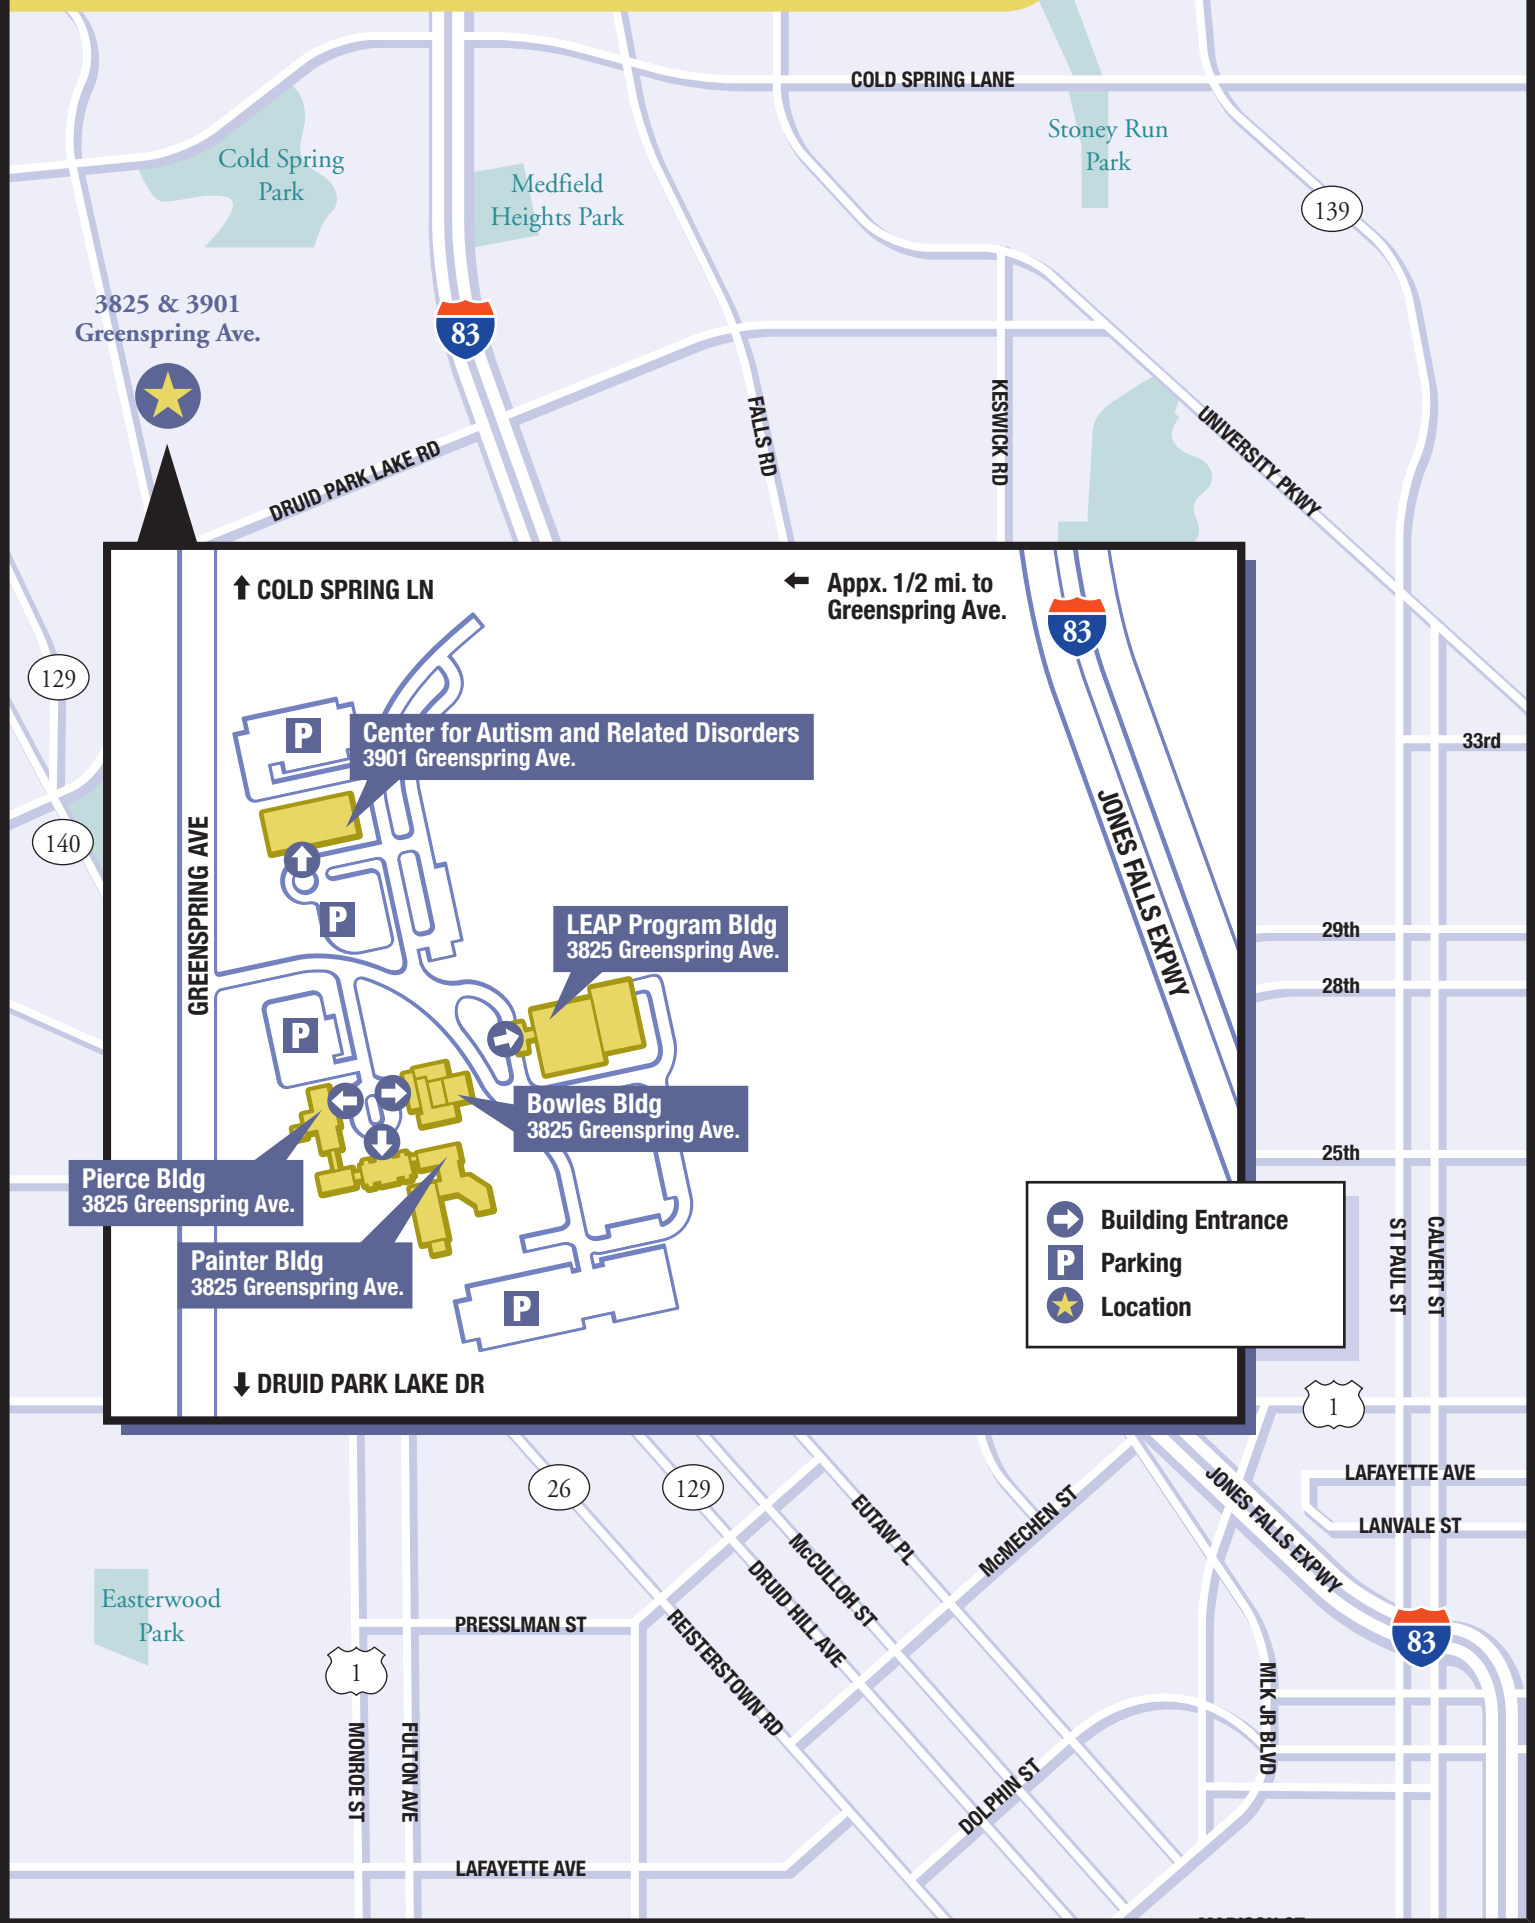 COLD SPRING LANE
Stoney Run
Park
Cold Spring
Park
Medfield
Heights Park
139
3825 & 3901
Greenspring Ave.
83
FALLS RD
KESWICK RD
UNIVERSITY PKWY
DRUID PARK LAKE RD
COLD SPRING LN
Appx. 1/2 mi. to
Greenspring Ave.
83
129
P
Center for Autism and Related Disorders
3901 Greenspring Ave.
33rd
140
GREENSPRING AVE
JONES FALLS EXPWY
P
LEAP Program Bldg
3825 Greenspring Ave.
29th
28th
P
Bowles Bldg
3825 Greenspring Ave.
25th
Pierce Bldg
3825 Greenspring Ave.
Painter Bldg
3825 Greenspring Ave.
P
Building Entrance
P
Parking
Location
ST PAUL ST
CALVERT ST
DRUID PARK LAKE DR
1
26
129
EUTAW PL
McMECHEN ST
JONES FALLS EXPWY
LAFAYETTE AVE
LANVALE ST
McCULLOH ST
DRUID HILL AVE
Easterwood
Park
PRESSLMAN ST
REISTERSTOWN RD
83
1
MLK JR BLVD
MONROE ST
FULTON AVE
DOLPHIN ST
LAFAYETTE AVE